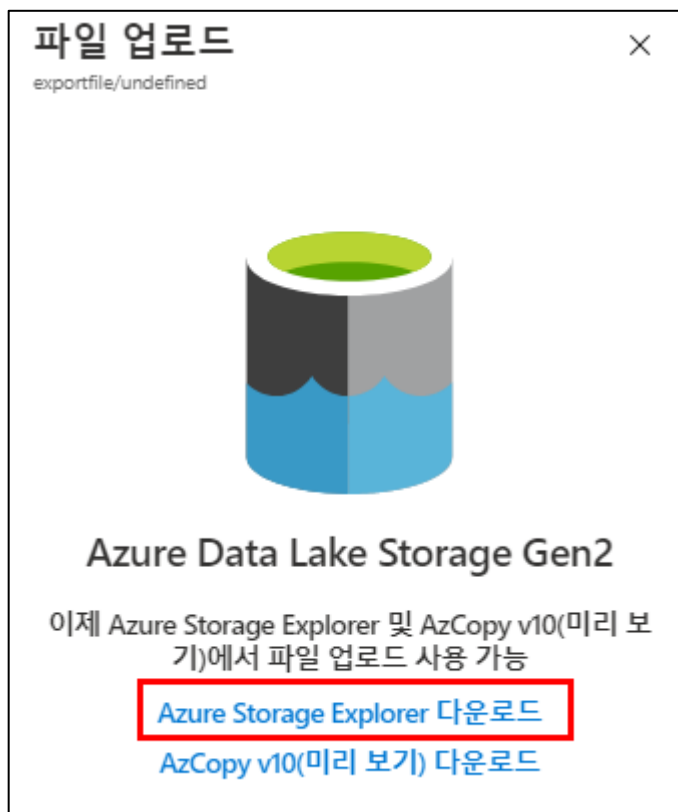 파일 업로드
exportfile/undefined
Azure Data Lake Storage Gen2
이제 Azure Storage Explorer 및 AzCopy v10(미리 보
기)에서 파일 업로드 사용 가능
Azure Storage Explorer 다운로드
AzCopy v10(미리 보기) 다운로드